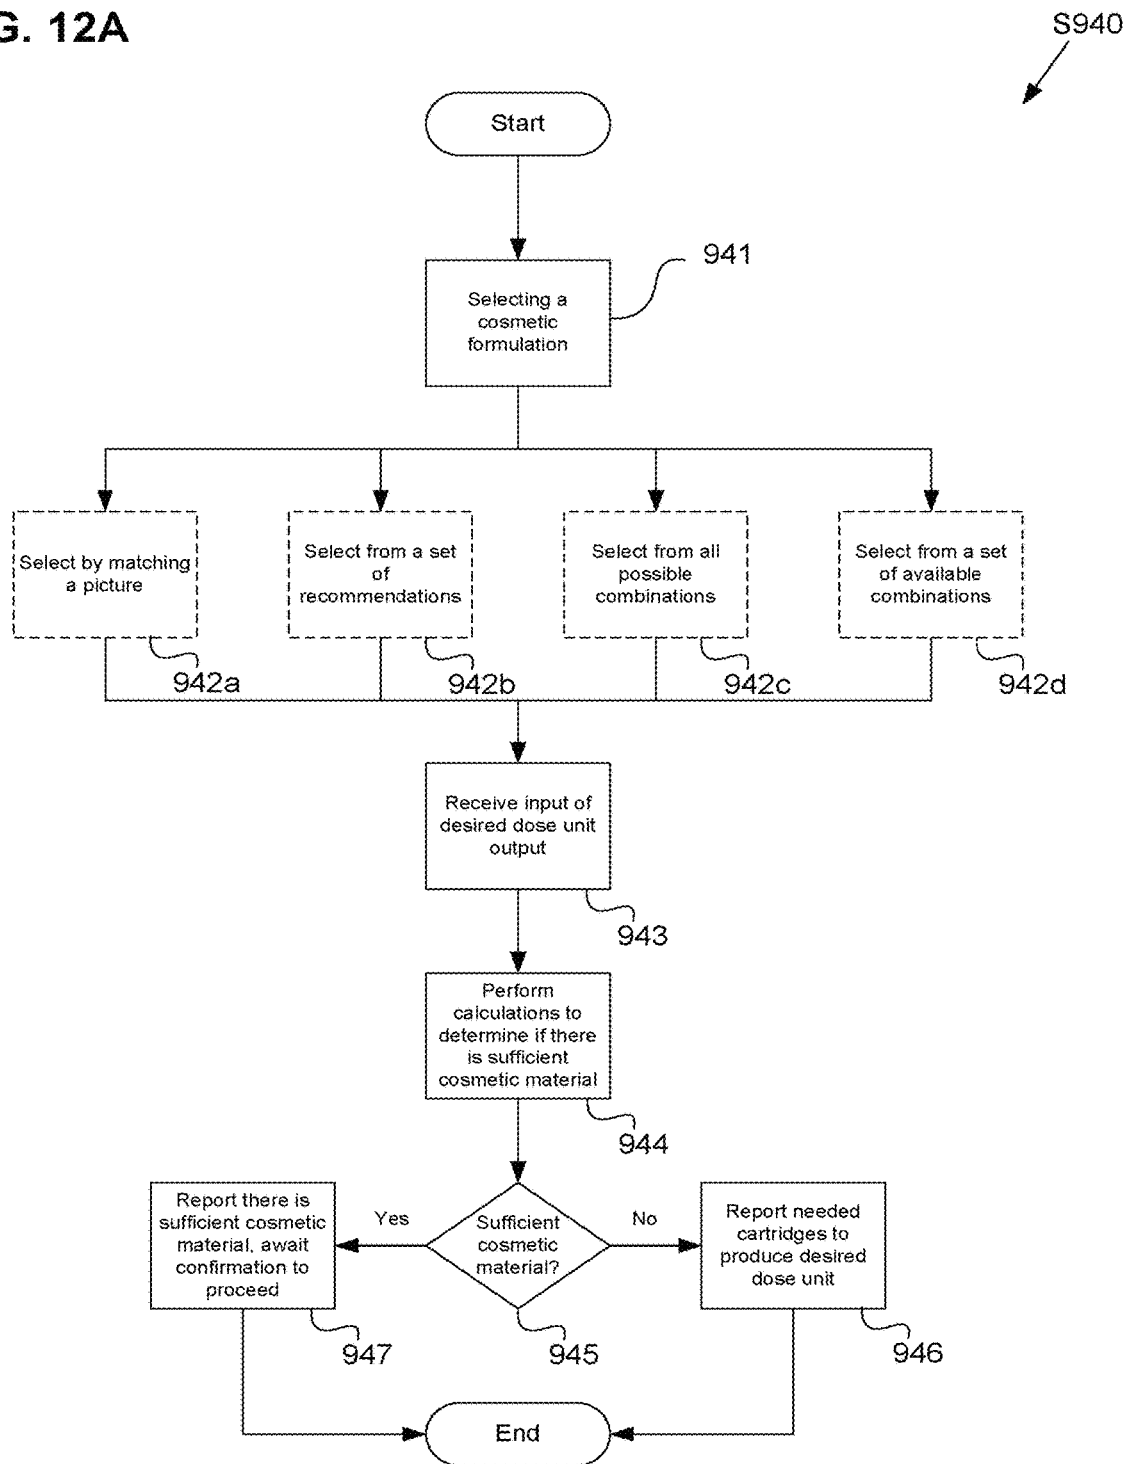 G. 12A
S940
Start
941
Selecting a
cosmetic
formulation
Select by matching
a picture
942a
Select from a set
of
recommendations
942b
Select from all
possible
combinations
942c
Select from a set
of available
combinations
942d
Receive input of
desired dose unit
output
943
Perform
calculations to
determine if there
is sufficient
cosmetic material
944
Report there is
sufficient cosmetic
material, await
confirmation to
proceed
947
Yes
Sufficient
cosmetic
material?
945
No
Report needed
cartridges to
produce desired
dose unit
946
End